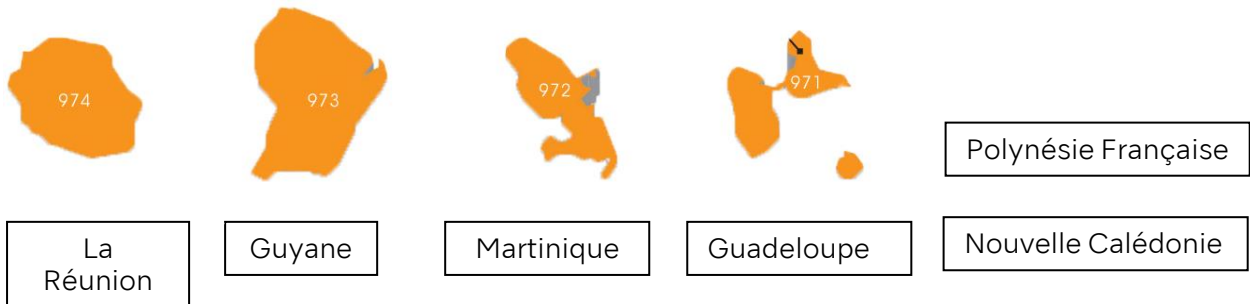 974
973
972
971
Polynésie Française
La
Réunion
Guyane
Martinique
Guadeloupe
Nouvelle Calédonie